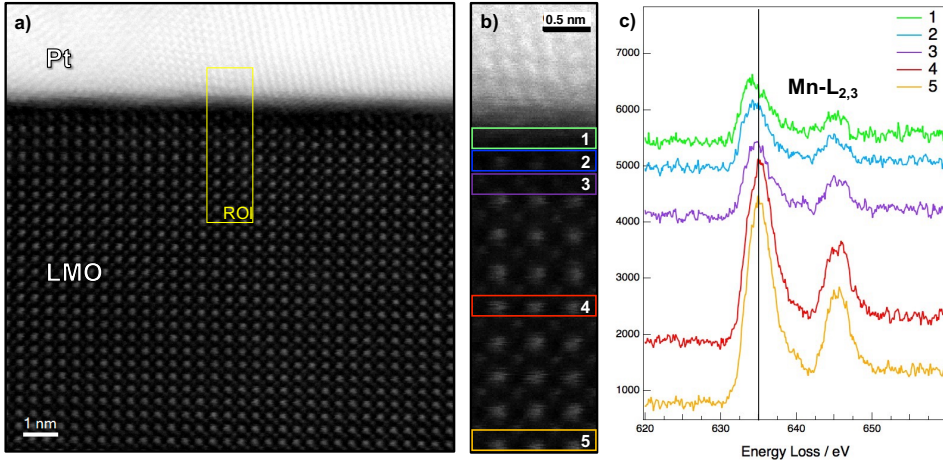 a)
Pt
ROI
LMO
1 nm
b)
0.5 nm
1
2
3
4
5
c)
1
2
3
4
5
Mn-L2,3
7000
6000
5000
4000
3000
2000
1000
620
630
640
650
Energy Loss / eV